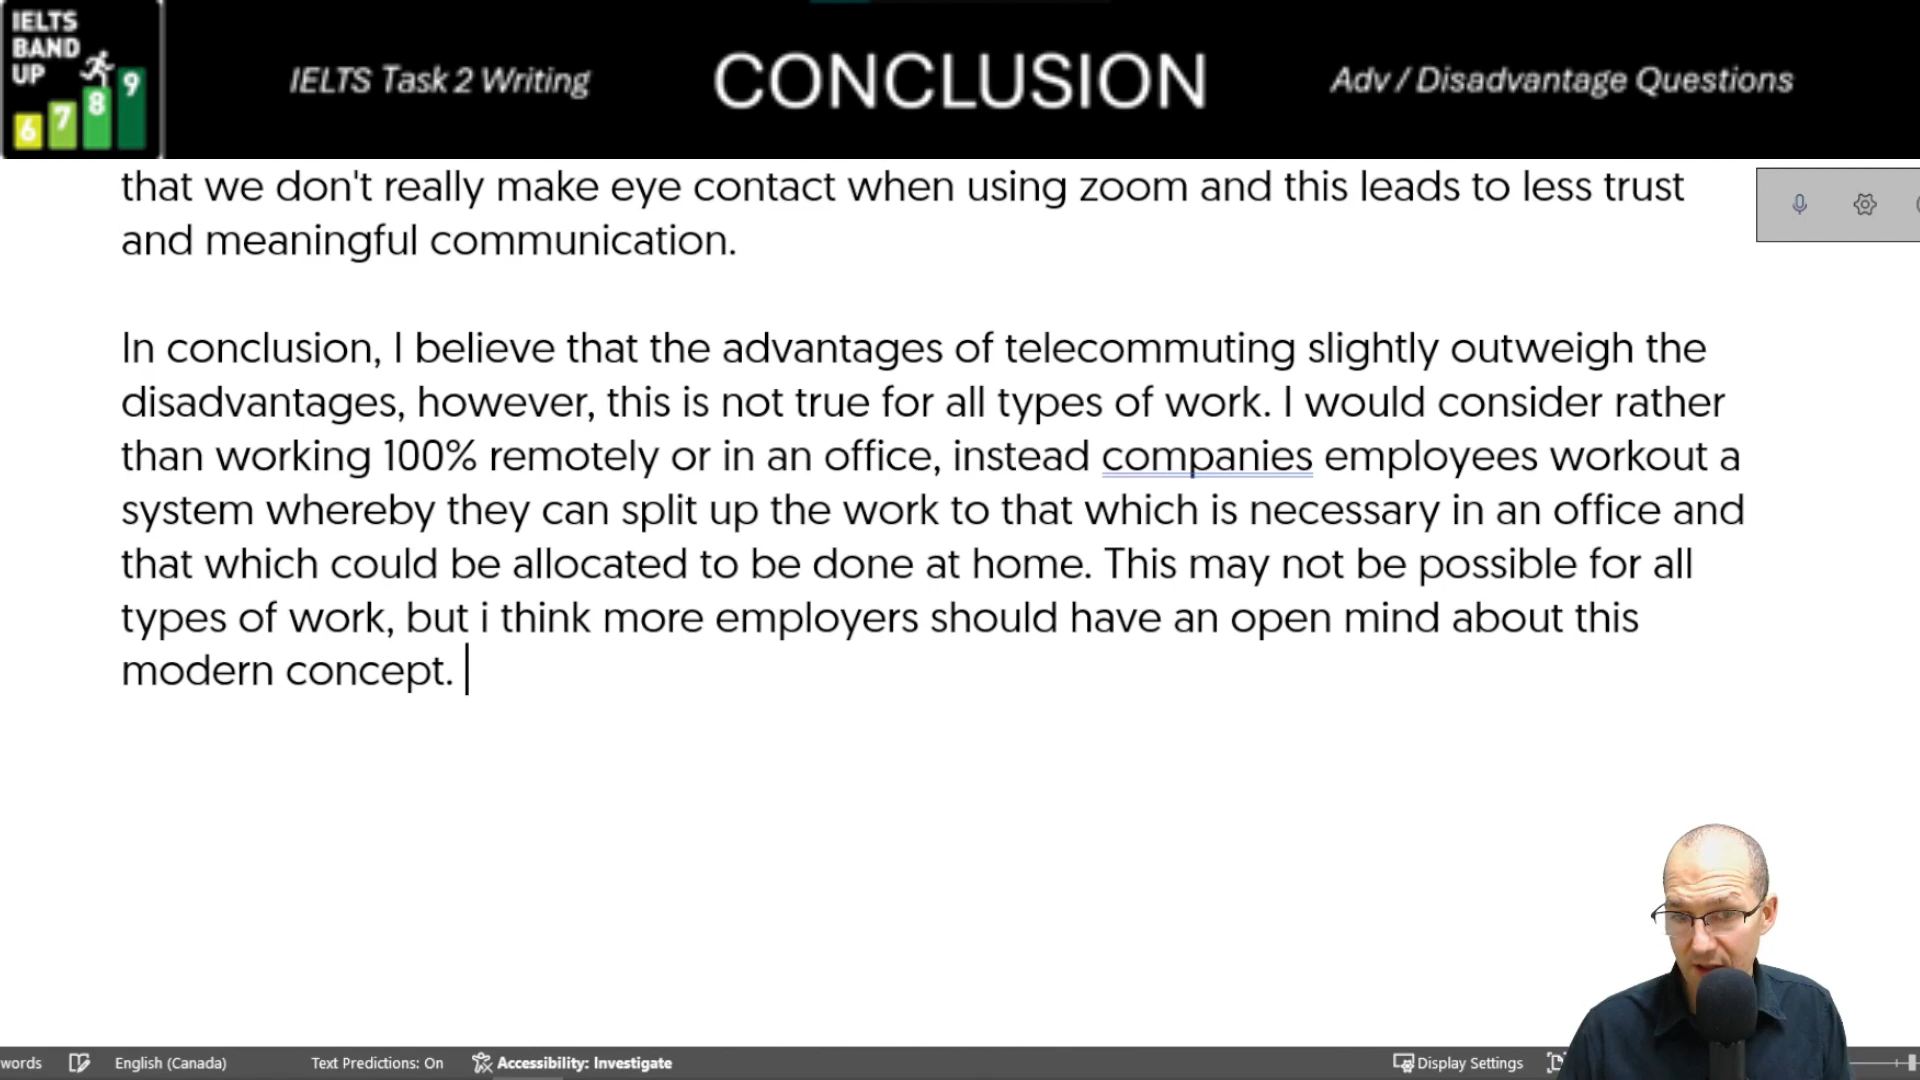 IELTS
BAND
UP
6 7 8 9
IELTS Task 2 Writing
CONCLUSION
Adv / Disadvantage Questions
that we don't really make eye contact when using zoom and this leads to less trust
and meaningful communication.
In conclusion, I believe that the advantages of telecommuting slightly outweigh the
disadvantages, however, this is not true for all types of work. I would consider rather
than working 100% remotely or in an office, instead companies employees workout a
system whereby they can split up the work to that which is necessary in an office and
that which could be allocated to be done at home. This may not be possible for all
types of work, but i think more employers should have an open mind about this
modern concept.
words English (Canada) Text Predictions: On Accessibility: Investigate Display Settings